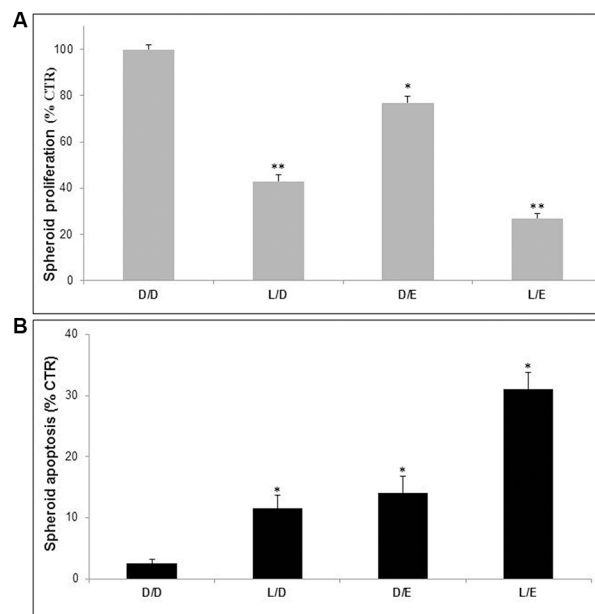 A
Spheroid proliferation (% CTR)
100
80
60
40
20
0
*
**
**
D/D L/D D/E L/E
B
Spheroid apoptosis (% CTR)
40
30
20
10
0
*
*
*
D/D L/D D/E L/E